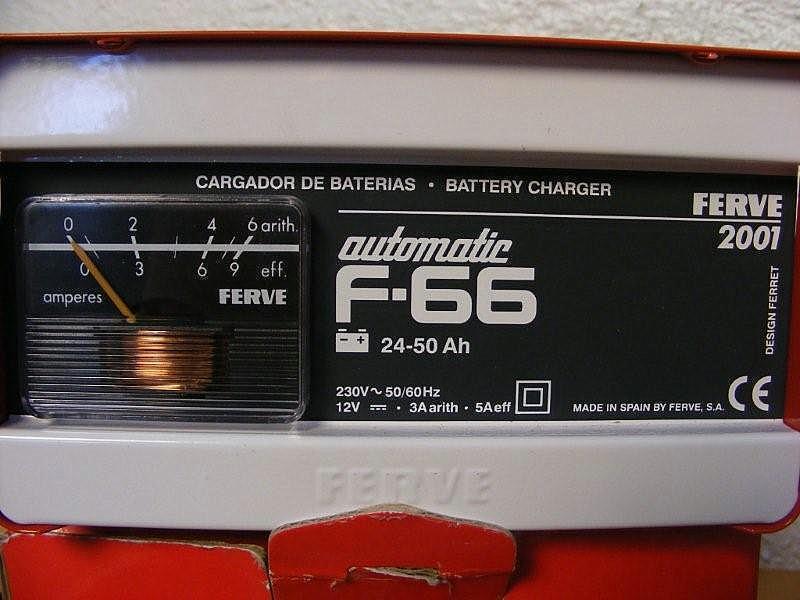 CARGADOR DE BATERIAS • BATTERY CHARGER
FERVE
2001
0 2 4 6 arith.
0 3 6 9 eff.
amperes FERVE
automatic
F-66
- +
24-50 Ah
230V ~ 50/60Hz
12V ⎓ • 3A arith • 5A eff
MADE IN SPAIN BY FERVE, S.A.
CE
DESIGN FERRET
FERVE